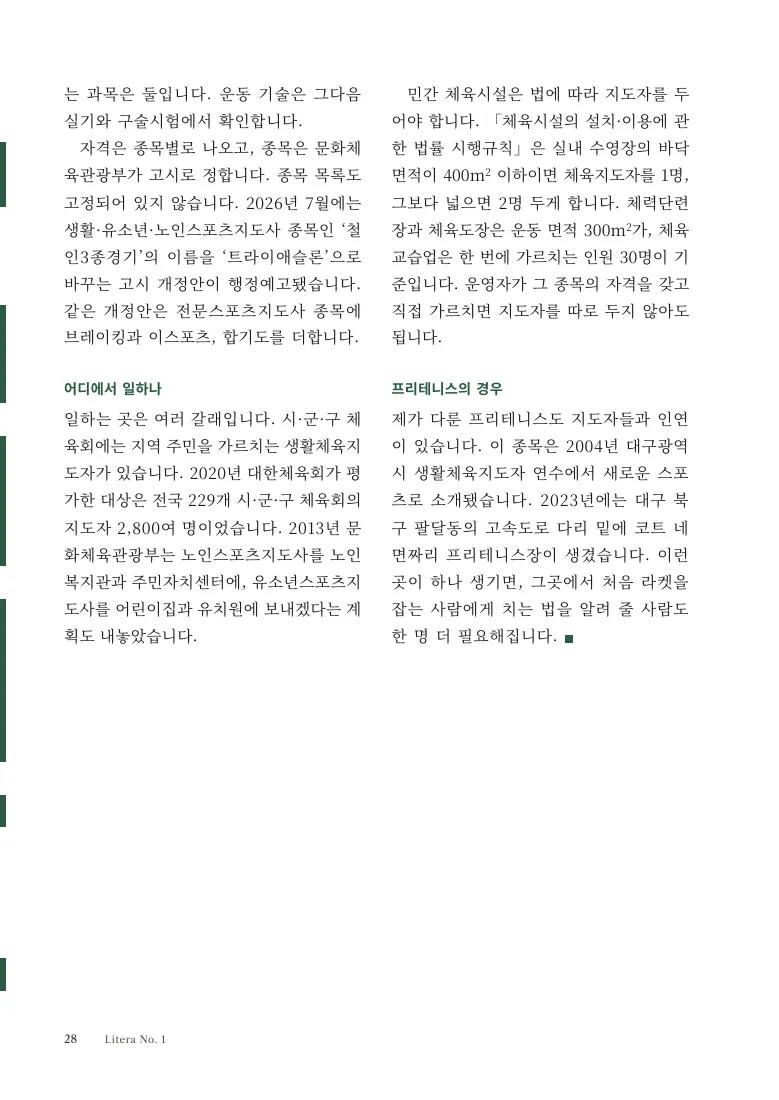 는 과목은 둘입니다. 운동 기술은 그다음
실기와 구술시험에서 확인합니다.
자격은 종목별로 나오고, 종목은 문화체
육관광부가 고시로 정합니다. 종목 목록도
고정되어 있지 않습니다. 2026년 7월에는
생활·유소년·노인스포츠지도사 종목인 ‘철
인3종경기’의 이름을 ‘트라이애슬론’으로
바꾸는 고시 개정안이 행정예고됐습니다.
같은 개정안은 전문스포츠지도사 종목에
브레이킹과 이스포츠, 합기도를 더합니다.
어디에서 일하나
일하는 곳은 여러 갈래입니다. 시·군·구 체
육회에는 지역 주민을 가르치는 생활체육지
도자가 있습니다. 2020년 대한체육회가 평
가한 대상은 전국 229개 시·군·구 체육회의
지도자 2,800여 명이었습니다. 2013년 문
화체육관광부는 노인스포츠지도사를 노인
복지관과 주민자치센터에, 유소년스포츠지
도사를 어린이집과 유치원에 보내겠다는 계
획도 내놓았습니다.
민간 체육시설은 법에 따라 지도자를 두
어야 합니다. 「체육시설의 설치·이용에 관
한 법률 시행규칙」은 실내 수영장의 바닥
면적이 400m² 이하이면 체육지도자를 1명,
그보다 넓으면 2명 두게 합니다. 체력단련
장과 체육도장은 운동 면적 300m²가, 체육
교습업은 한 번에 가르치는 인원 30명이 기
준입니다. 운영자가 그 종목의 자격을 갖고
직접 가르치면 지도자를 따로 두지 않아도
됩니다.
프리테니스의 경우
제가 다룬 프리테니스도 지도자들과 인연
이 있습니다. 이 종목은 2004년 대구광역
시 생활체육지도자 연수에서 새로운 스포
츠로 소개됐습니다. 2023년에는 대구 북
구 팔달동의 고속도로 다리 밑에 코트 네
면짜리 프리테니스장이 생겼습니다. 이런
곳이 하나 생기면, 그곳에서 처음 라켓을
잡는 사람에게 치는 법을 알려 줄 사람도
한 명 더 필요해집니다. ■
28 Litera No. 1